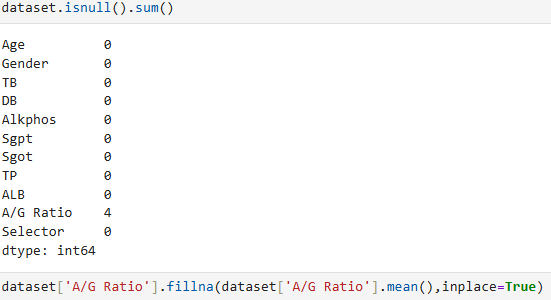 dataset.isnull().sum()
Age 0
Gender 0
TB 0
DB 0
Alkphos 0
Sgpt 0
Sgot 0
TP 0
ALB 0
A/G Ratio 4
Selector 0
dtype: int64
dataset['A/G Ratio'].fillna(dataset['A/G Ratio'].mean(),inplace=True)